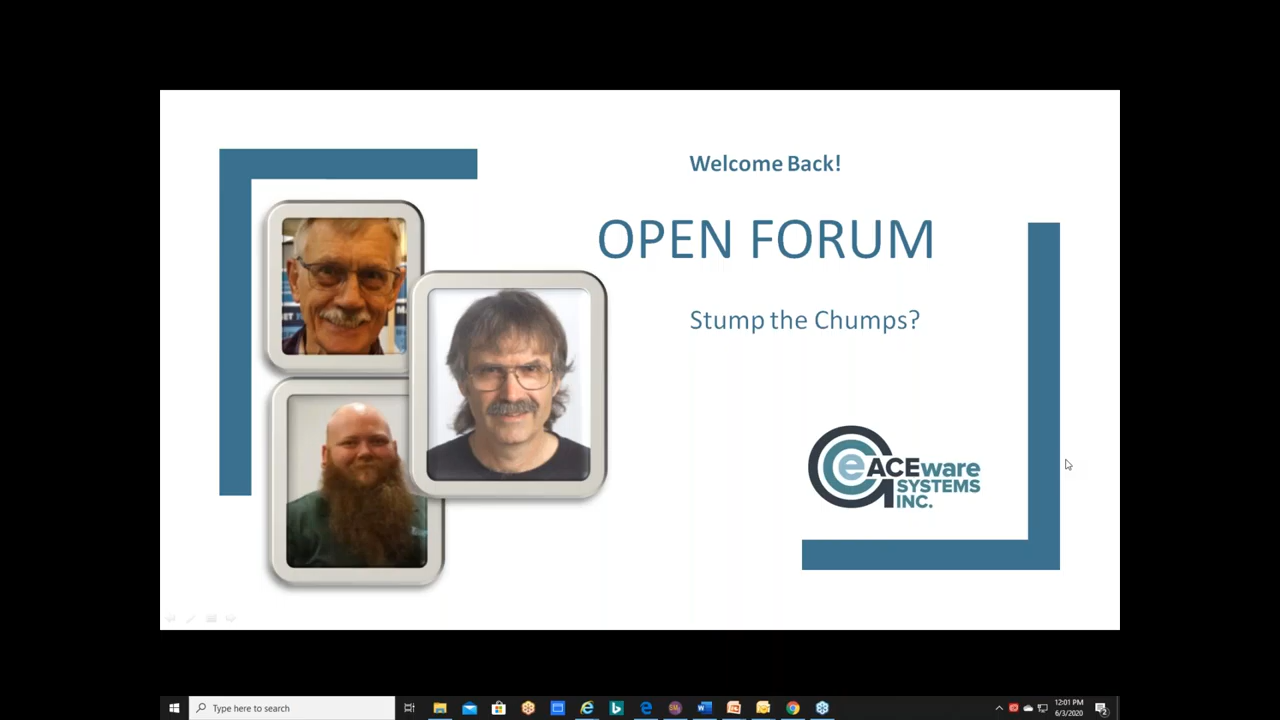 Welcome Back!
OPEN FORUM
Stump the Chumps?
e ACEware
SYSTEMS
INC.
Type here to search
12:01 PM
6/3/2020